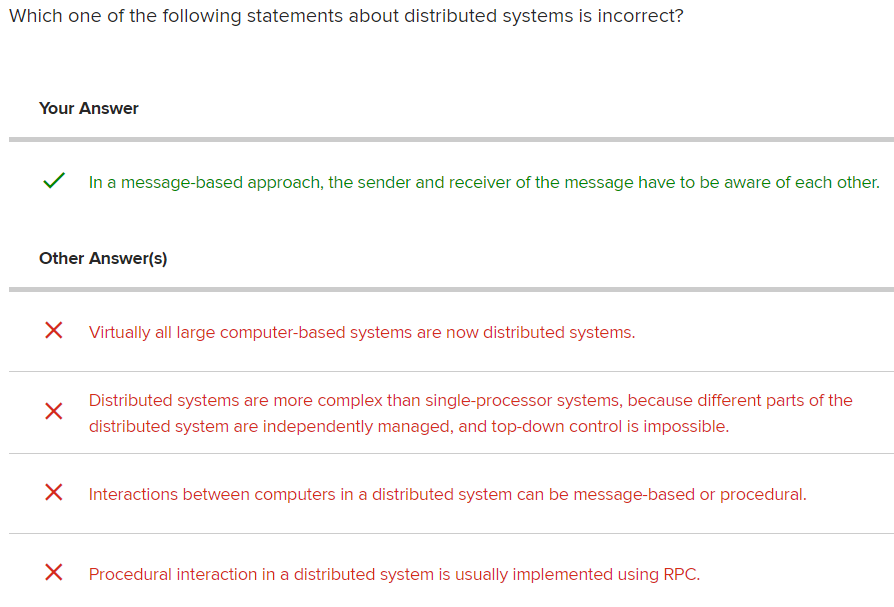 Which one of the following statements about distributed systems is incorrect?
Your Answer
In a message-based approach, the sender and receiver of the message have to be aware of each other.
Other Answer(s)
Virtually all large computer-based systems are now distributed systems.
Distributed systems are more complex than single-processor systems, because different parts of the
distributed system are independently managed, and top-down control is impossible.
Interactions between computers in a distributed system can be message-based or procedural.
Procedural interaction in a distributed system is usually implemented using RPC.